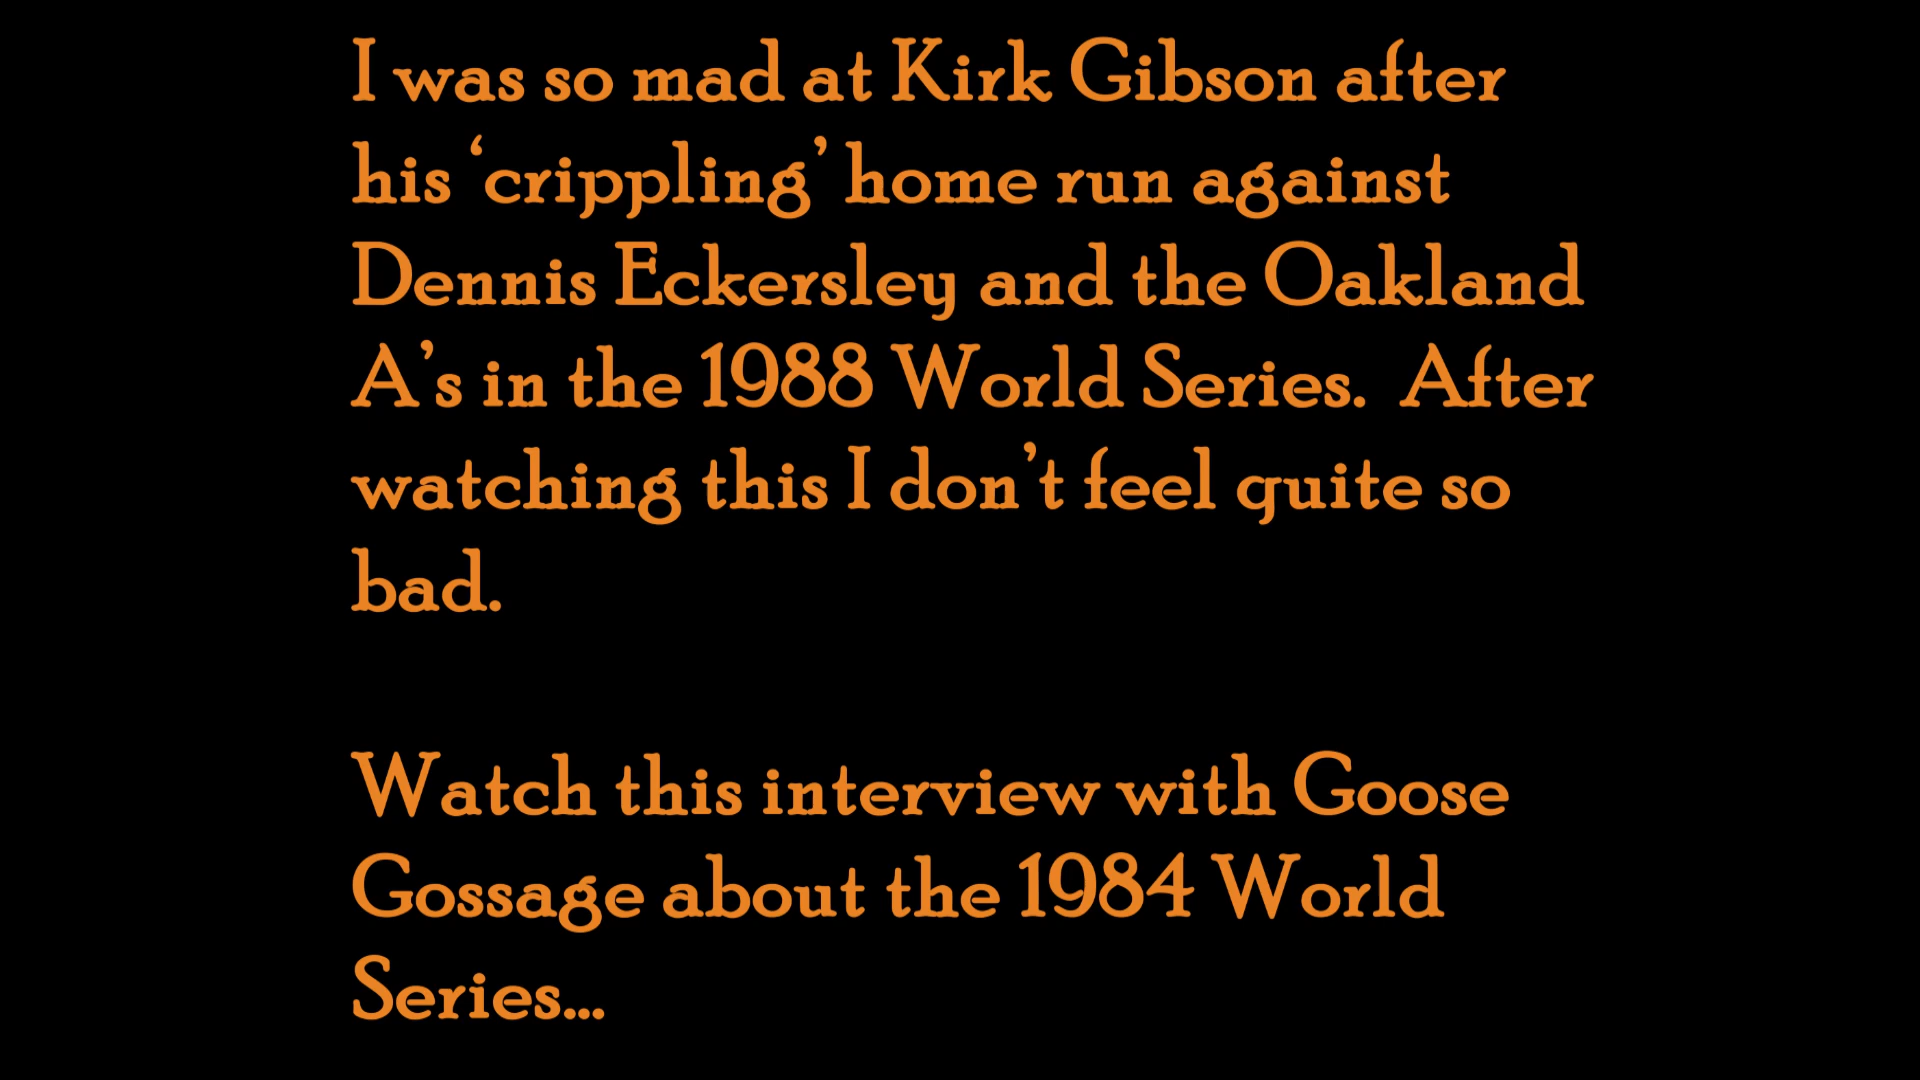 I was so mad at Kirk Gibson after
his ‘crippling’ home run against
Dennis Eckersley and the Oakland
A’s in the 1988 World Series.  After
watching this I don’t feel quite so
bad.
Watch this interview with Goose
Gossage about the 1984 World
Series...